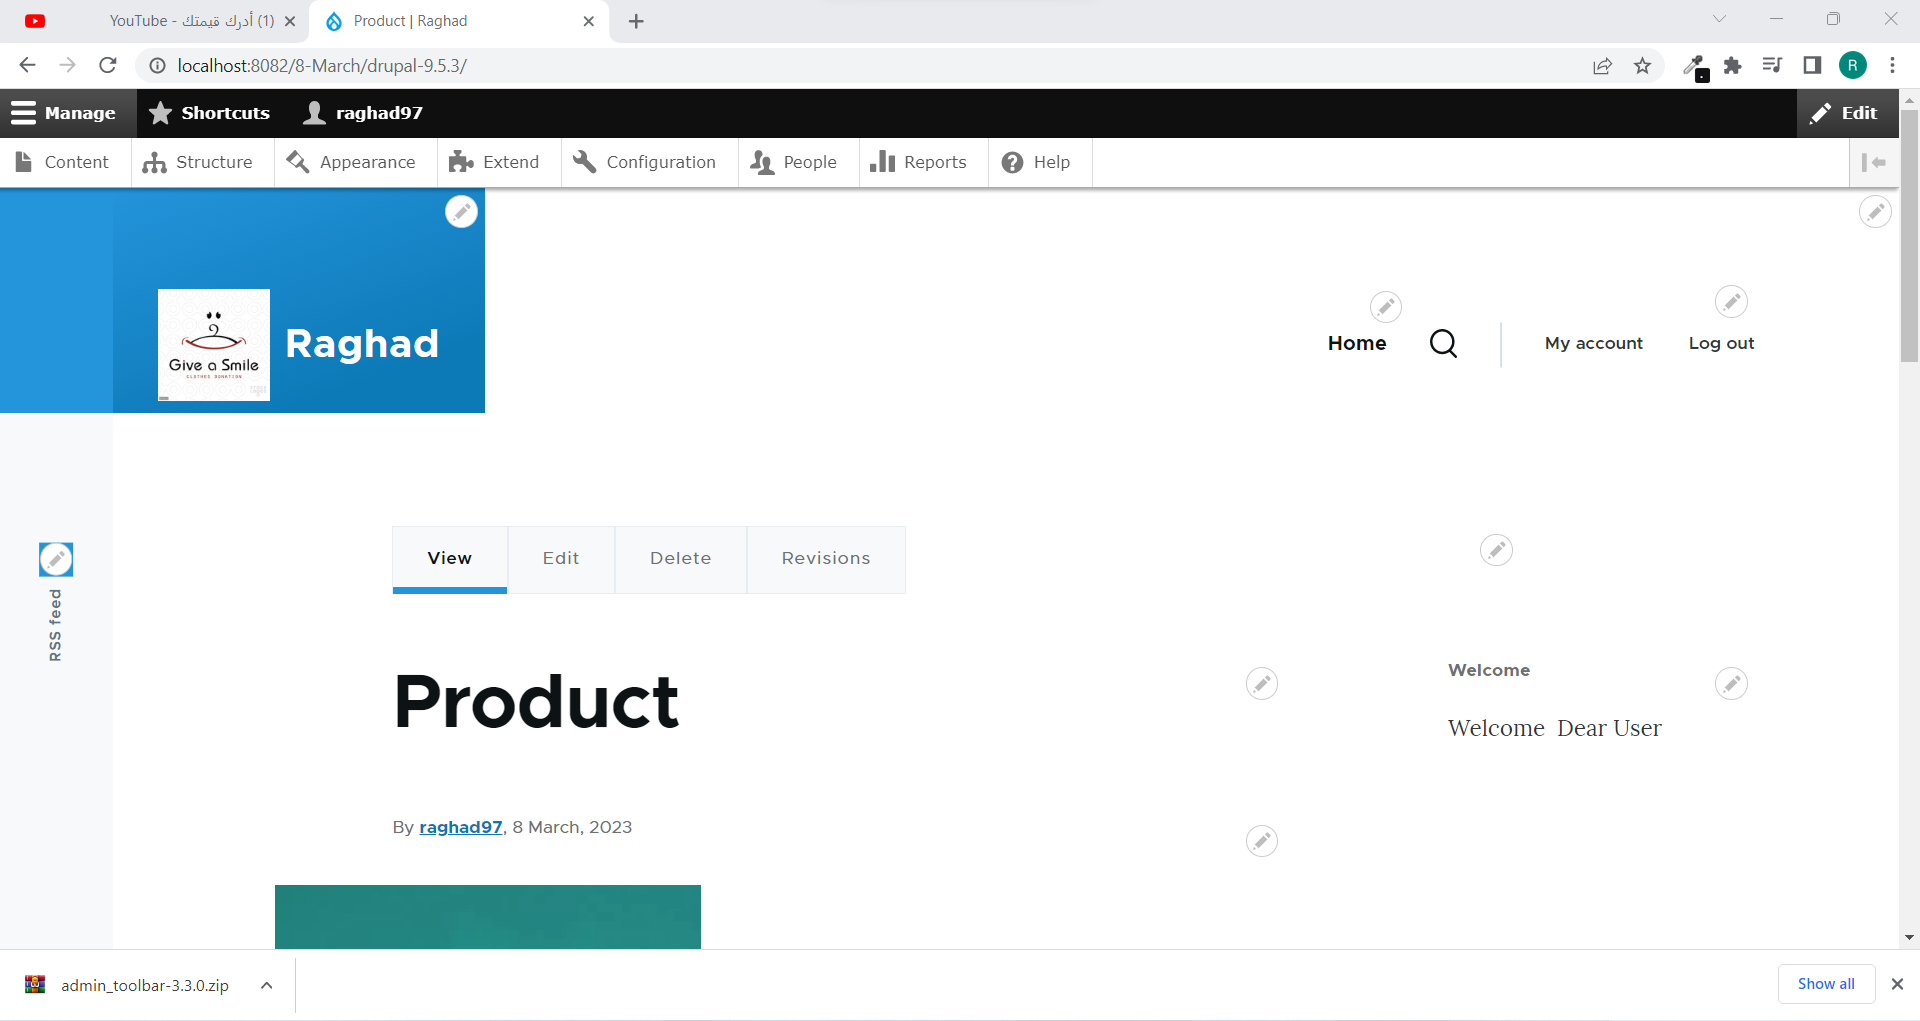 YouTube - أدرك قيمتك (1)
Product | Raghad
localhost:8082/8-March/drupal-9.5.3/
R
Manage
Shortcuts
raghad97
Edit
Content
Structure
Appearance
Extend
Configuration
People
Reports
Help
Give a Smile
CLOTHES DONATION
Raghad
Home
My account
Log out
View
Edit
Delete
Revisions
RSS feed
Product
Welcome
Welcome Dear User
By raghad97, 8 March, 2023
admin_toolbar-3.3.0.zip
Show all